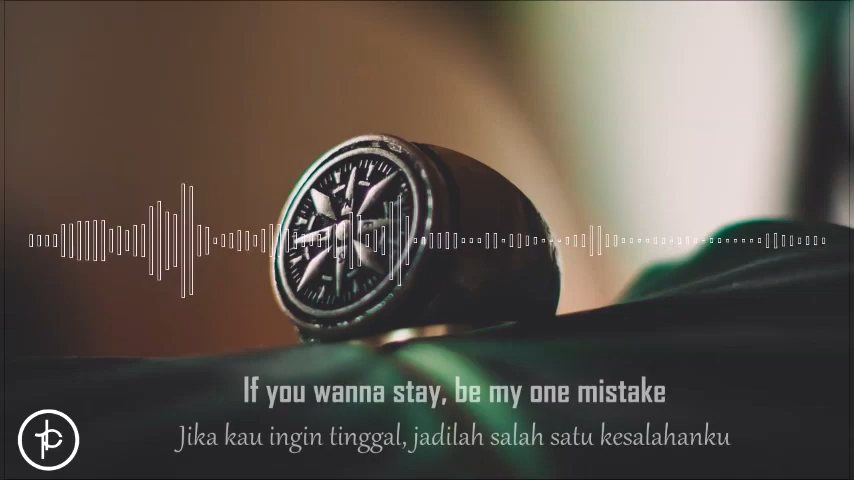 If you wanna stay, be my one mistake
Jika kau ingin tinggal, jadilah salah satu kesalahanku